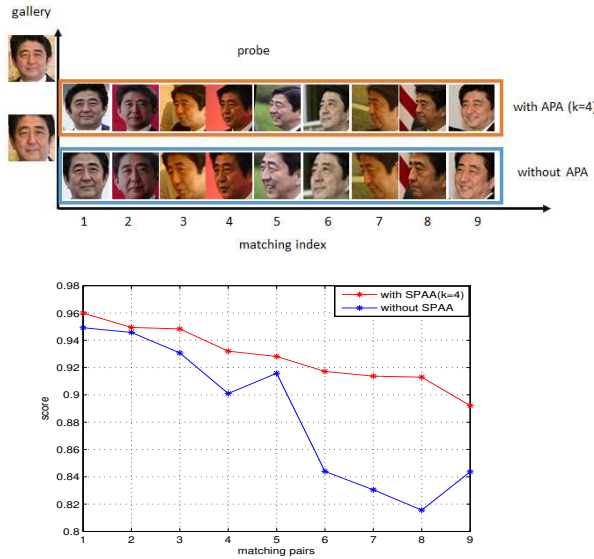 gallery
probe
with APA (k=4)
without APA
1 2 3 4 5 6 7 8 9
matching index
0.98
0.96
0.94
0.92
0.9
0.88
0.86
0.84
0.82
0.8
score
with SPAA(k=4)
without SPAA
1 2 3 4 5 6 7 8 9
matching pairs